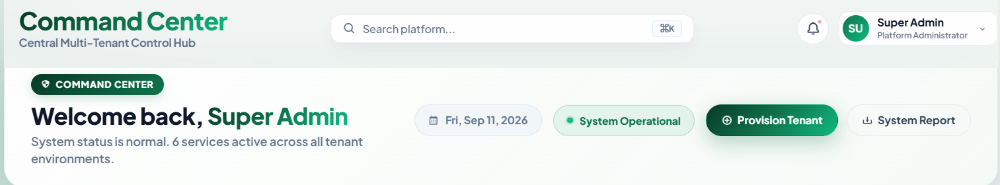 Command Center
Central Multi-Tenant Control Hub
Search platform...
⌘K
SU
Super Admin
Platform Administrator
COMMAND CENTER
Welcome back, Super Admin
System status is normal. 6 services active across all tenant
environments.
Fri, Sep 11, 2026
System Operational
Provision Tenant
System Report